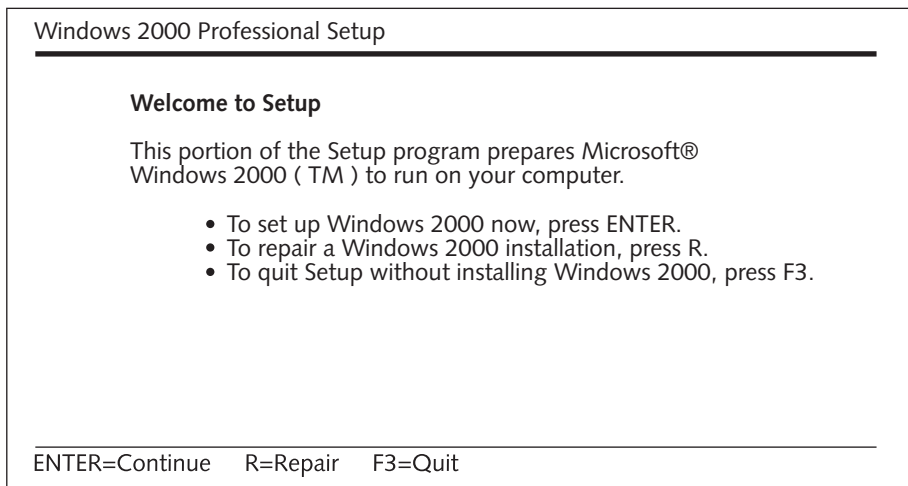 Windows 2000 Professional Setup
Welcome to Setup
This portion of the Setup program prepares Microsoft®
Windows 2000 ( TM ) to run on your computer.
• To set up Windows 2000 now, press ENTER.
• To repair a Windows 2000 installation, press R.
• To quit Setup without installing Windows 2000, press F3.
ENTER=Continue R=Repair F3=Quit